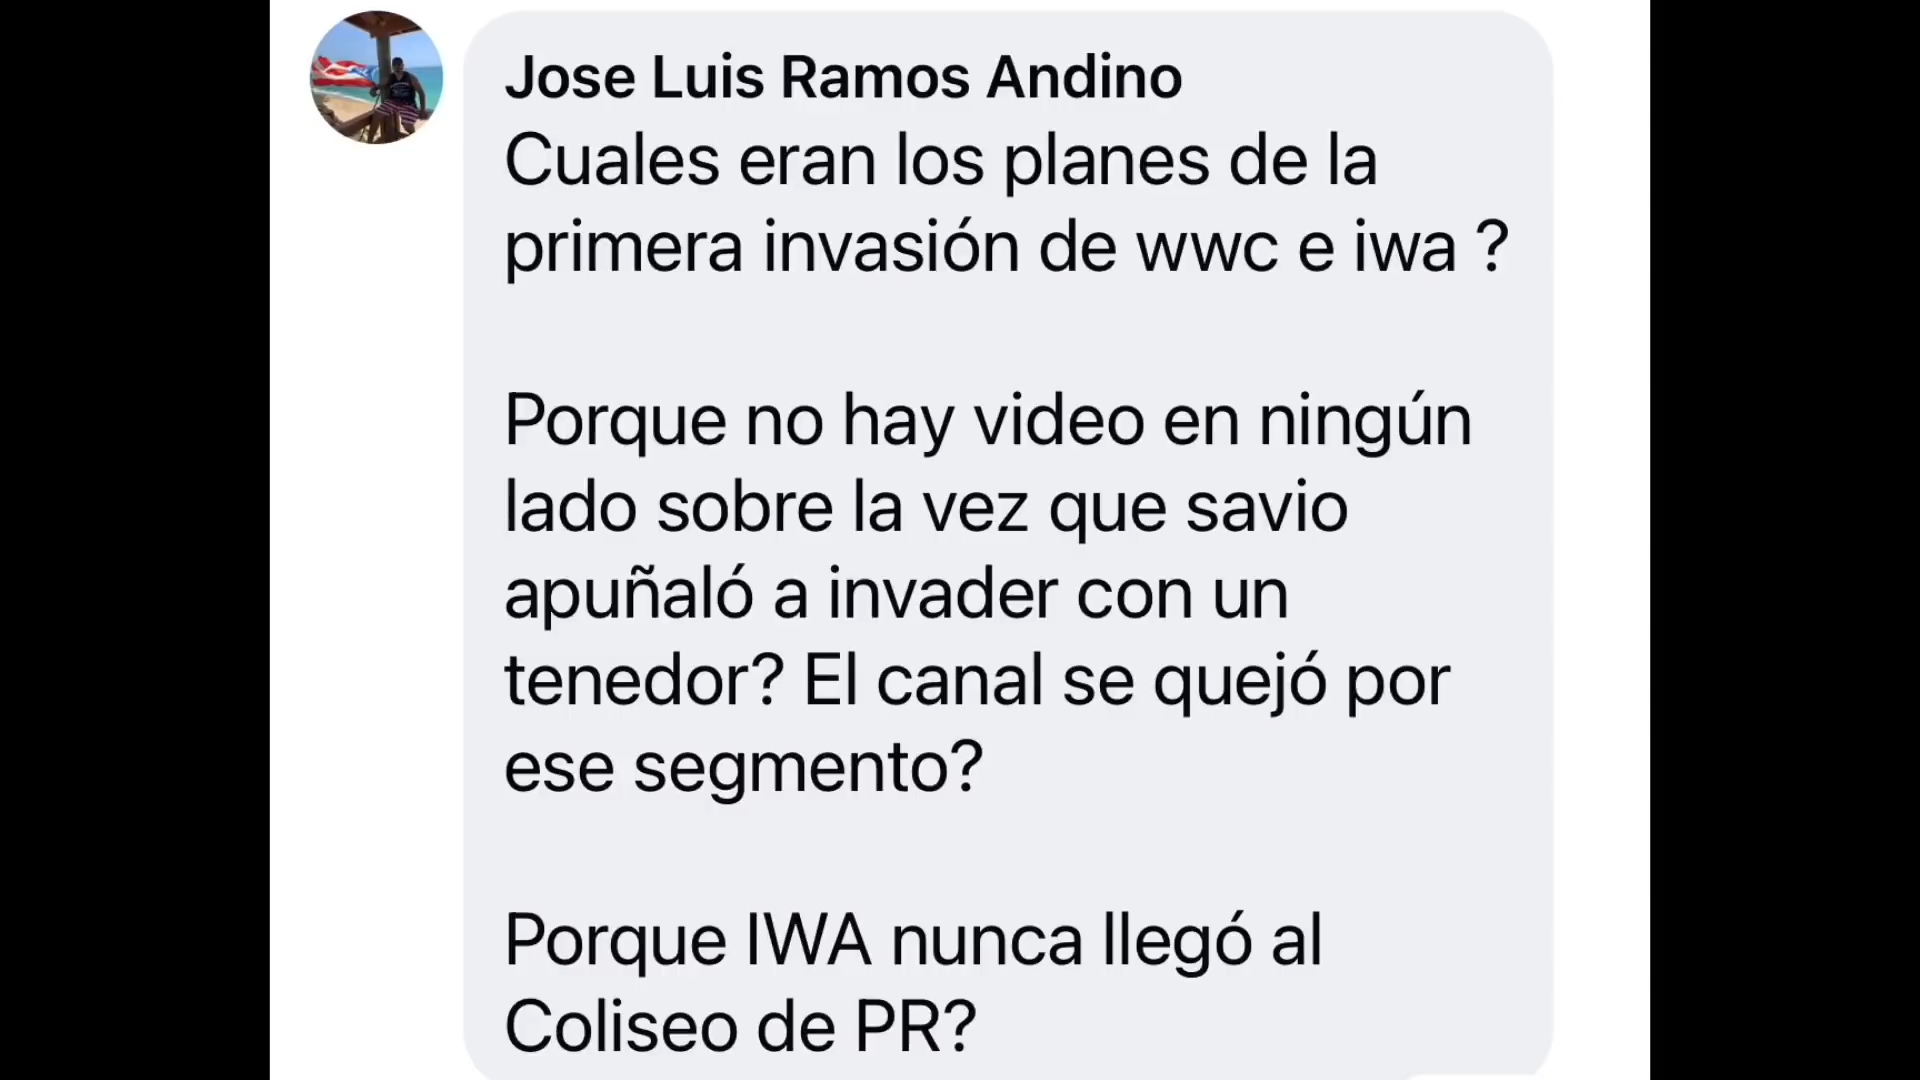 Jose Luis Ramos Andino
Cuales eran los planes de la
primera invasión de wwc e iwa ?
Porque no hay video en ningún
lado sobre la vez que savio
apuñaló a invader con un
tenedor? El canal se quejó por
ese segmento?
Porque IWA nunca llegó al
Coliseo de PR?